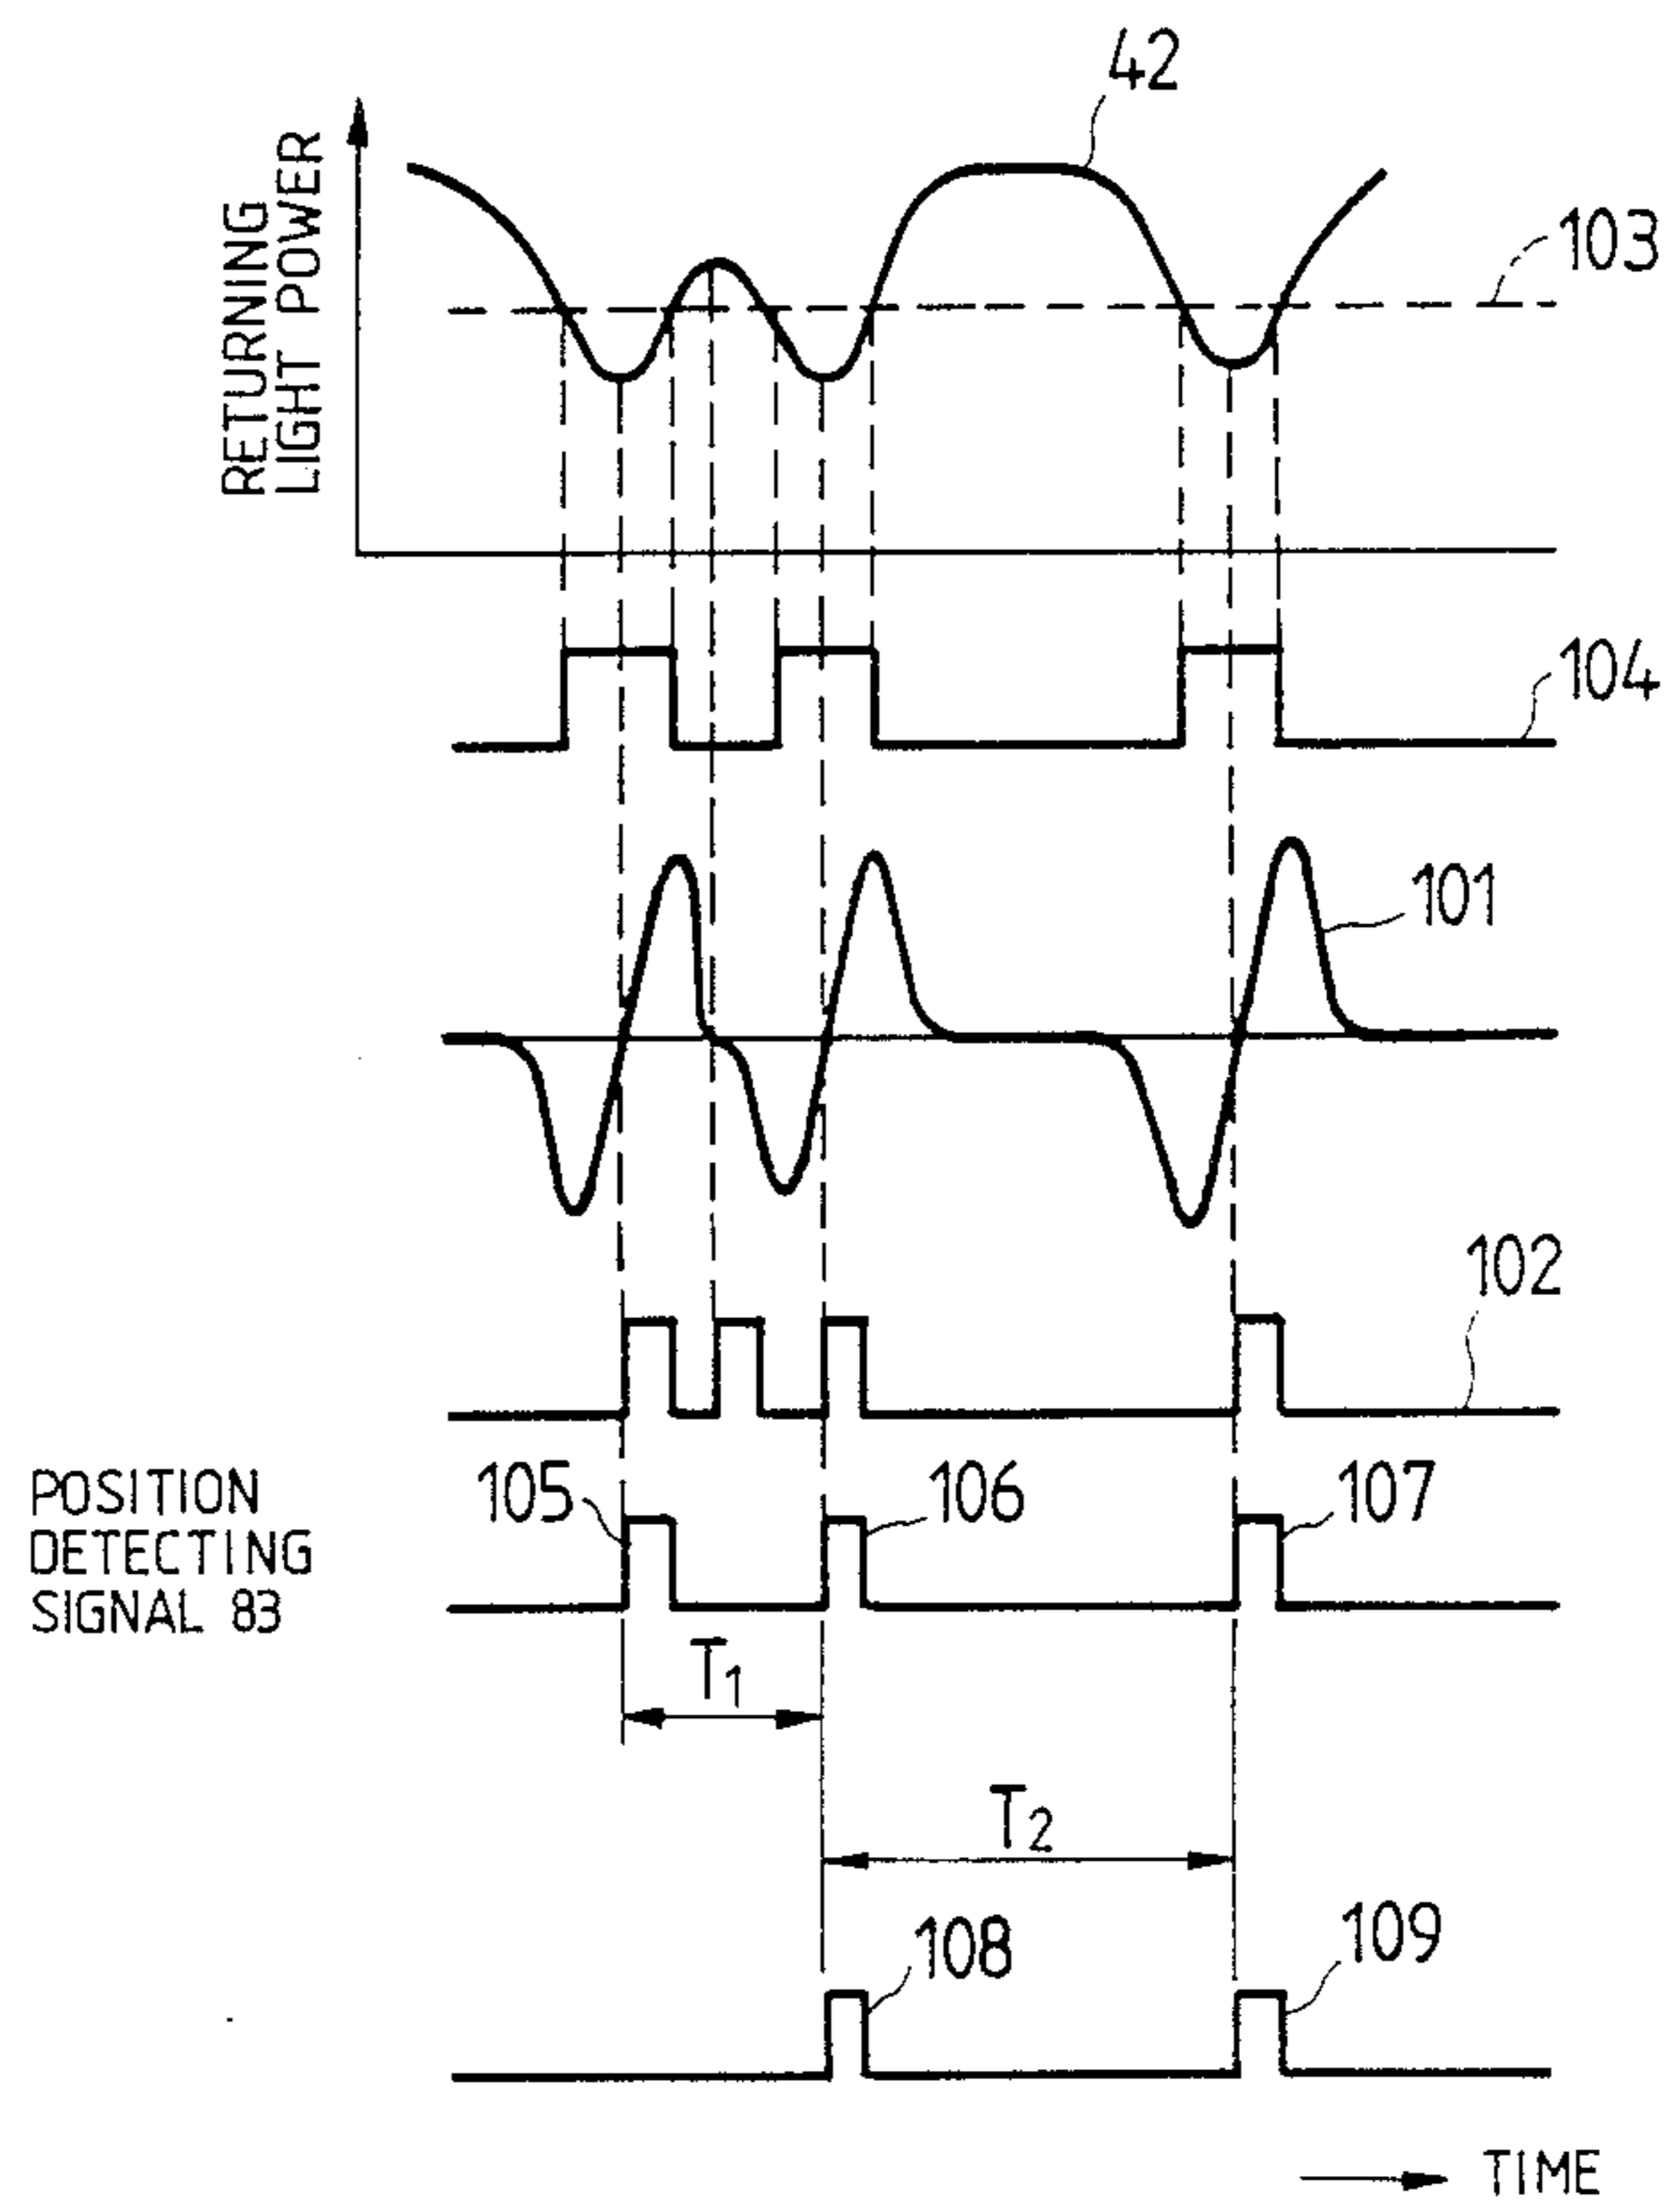 42
RETURNING
LIGHT POWER
103
104
101
102
POSITION
DETECTING
SIGNAL 83
105
106
107
T1
T2
108
109
TIME